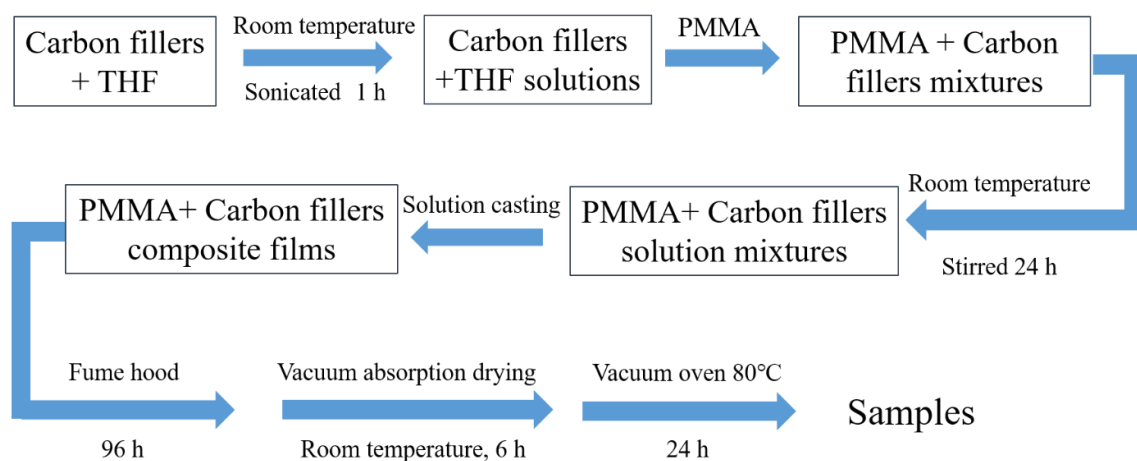 Carbon fillers
+ THF
Room temperature
Sonicated 1 h
Carbon fillers
+THF solutions
PMMA
PMMA + Carbon
fillers mixtures
Room temperature
Stirred 24 h
PMMA+ Carbon fillers
solution mixtures
Solution casting
PMMA+ Carbon fillers
composite films
Fume hood
96 h
Vacuum absorption drying
Room temperature, 6 h
Vacuum oven 80℃
24 h
Samples